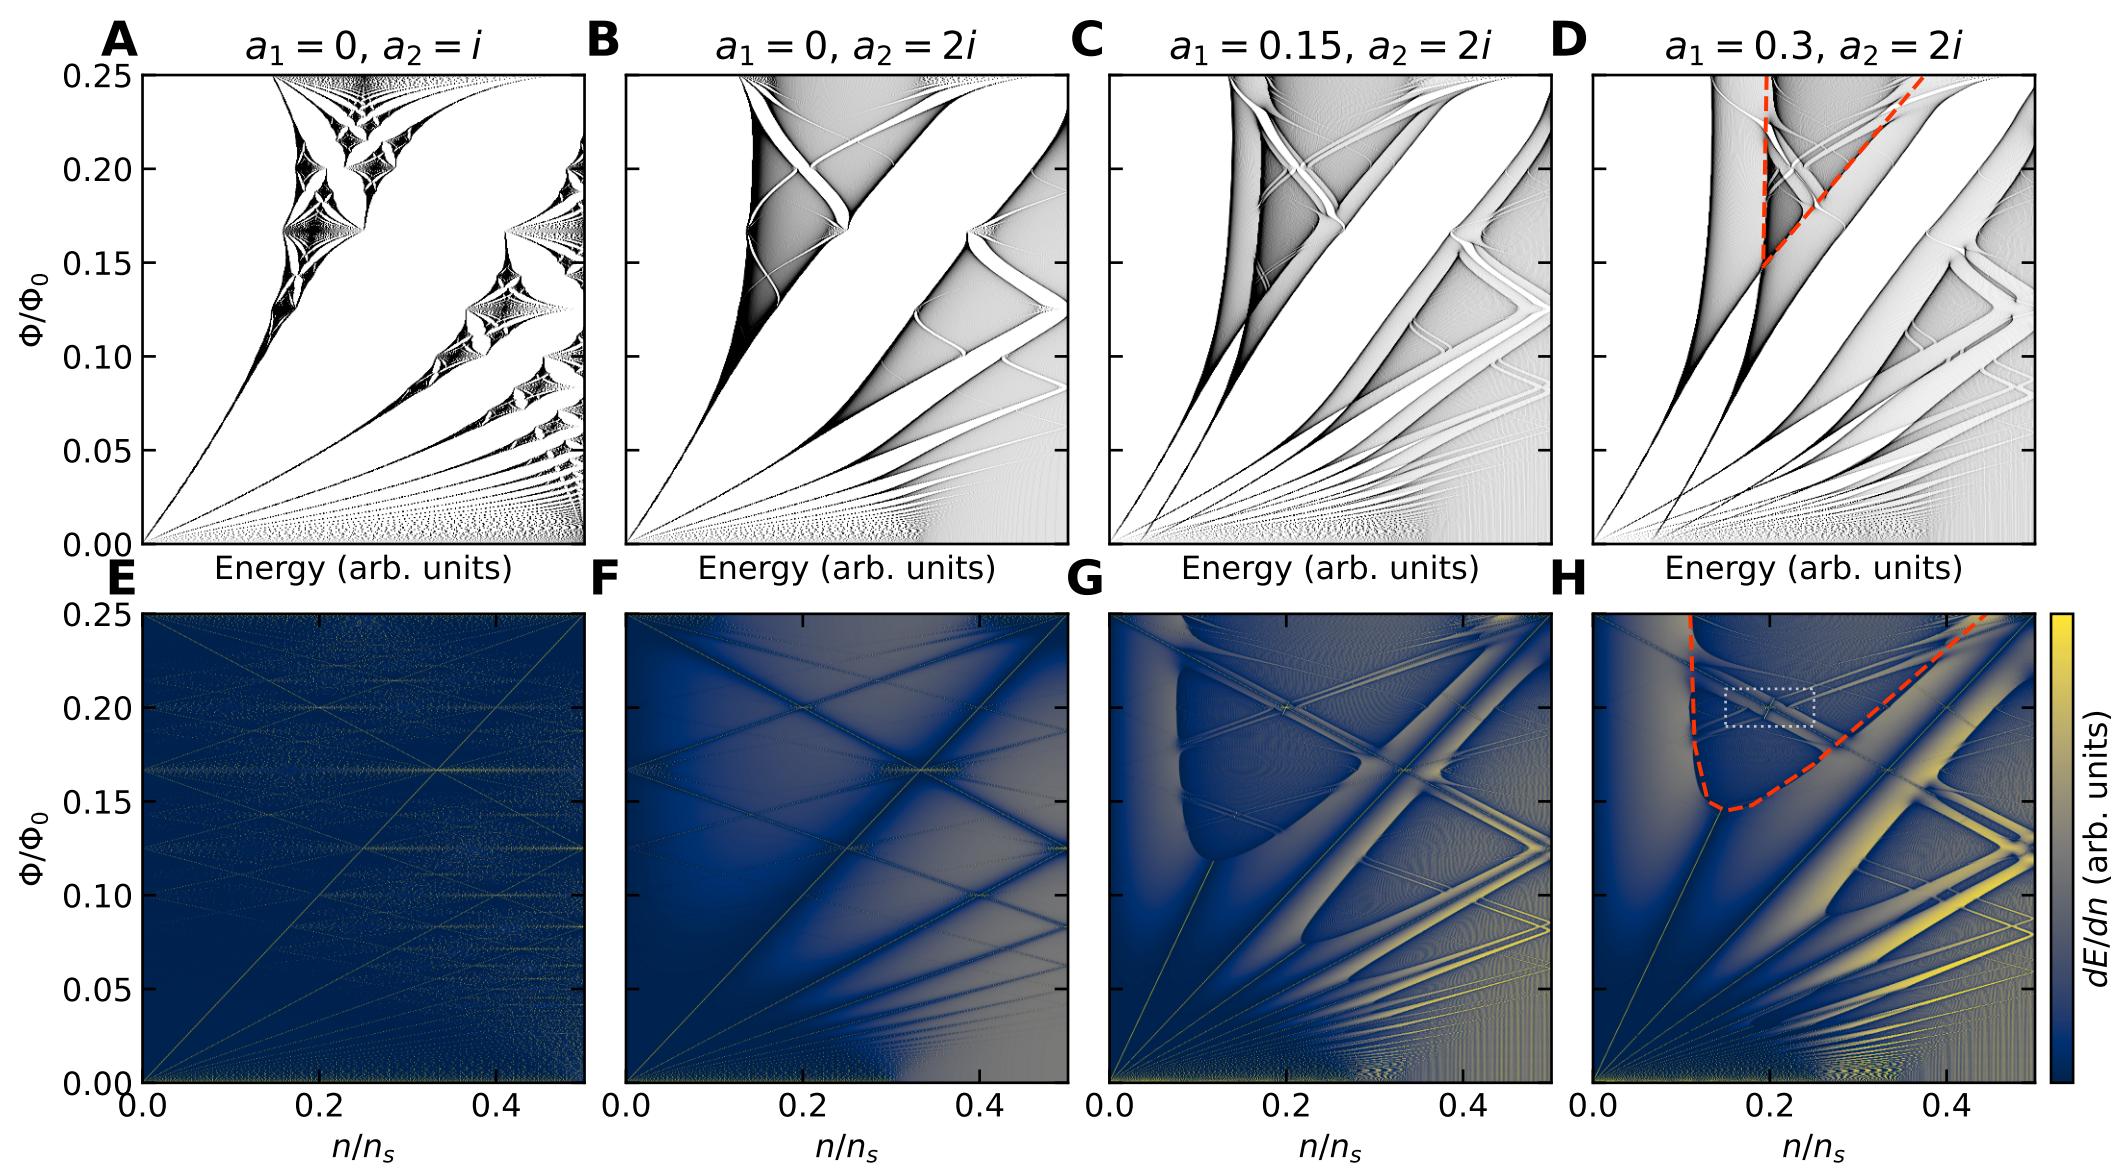 A B C D
a₁ = 0, a₂ = i a₁ = 0, a₂ = 2i a₁ = 0.15, a₂ = 2i a₁ = 0.3, a₂ = 2i
0.25
0.20
0.15
0.10
0.05
0.00
Φ/Φ₀
Energy (arb. units) Energy (arb. units) Energy (arb. units) Energy (arb. units)
E F G H
0.25
0.20
0.15
0.10
0.05
0.00
Φ/Φ₀
dE/dn (arb. units)
0.0 0.2 0.4 0.0 0.2 0.4 0.0 0.2 0.4 0.0 0.2 0.4
n/nₛ n/nₛ n/nₛ n/nₛ